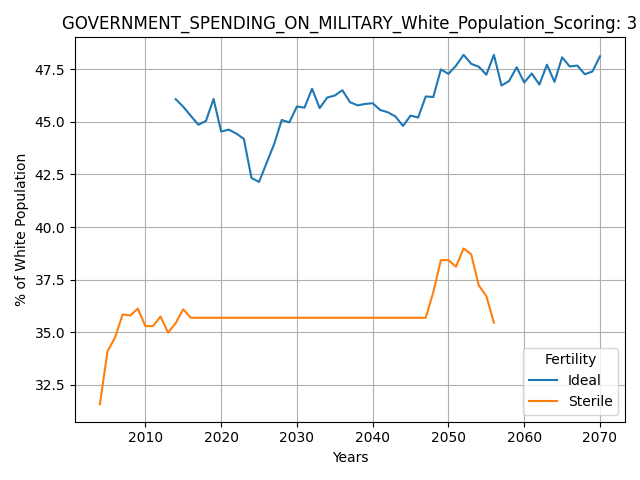 GOVERNMENT_SPENDING_ON_MILITARY_White_Population_Scoring: 3
% of White Population
47.5
45.0
42.5
40.0
37.5
35.0
32.5
Fertility
Ideal
Sterile
2010 2020 2030 2040 2050 2060 2070
Years